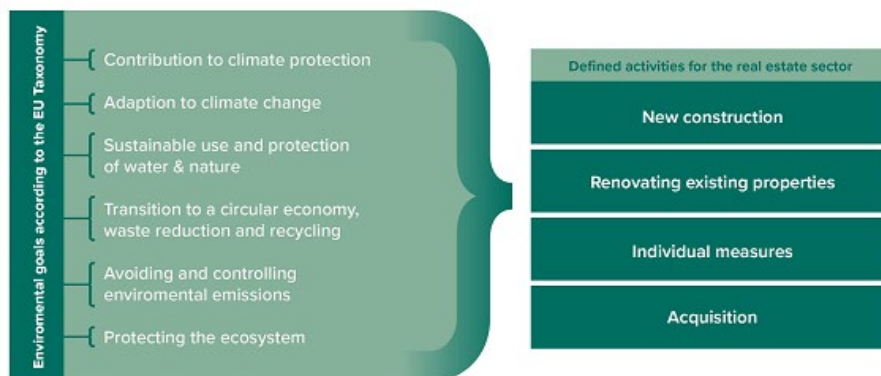 Enviromental goals according to the EU Taxonomy
Contribution to climate protection
Adaption to climate change
Sustainable use and protection
of water & nature
Transition to a circular economy,
waste reduction and recycling
Avoiding and controlling
enviromental emissions
Protecting the ecosystem
Defined activities for the real estate sector
New construction
Renovating existing properties
Individual measures
Acquisition